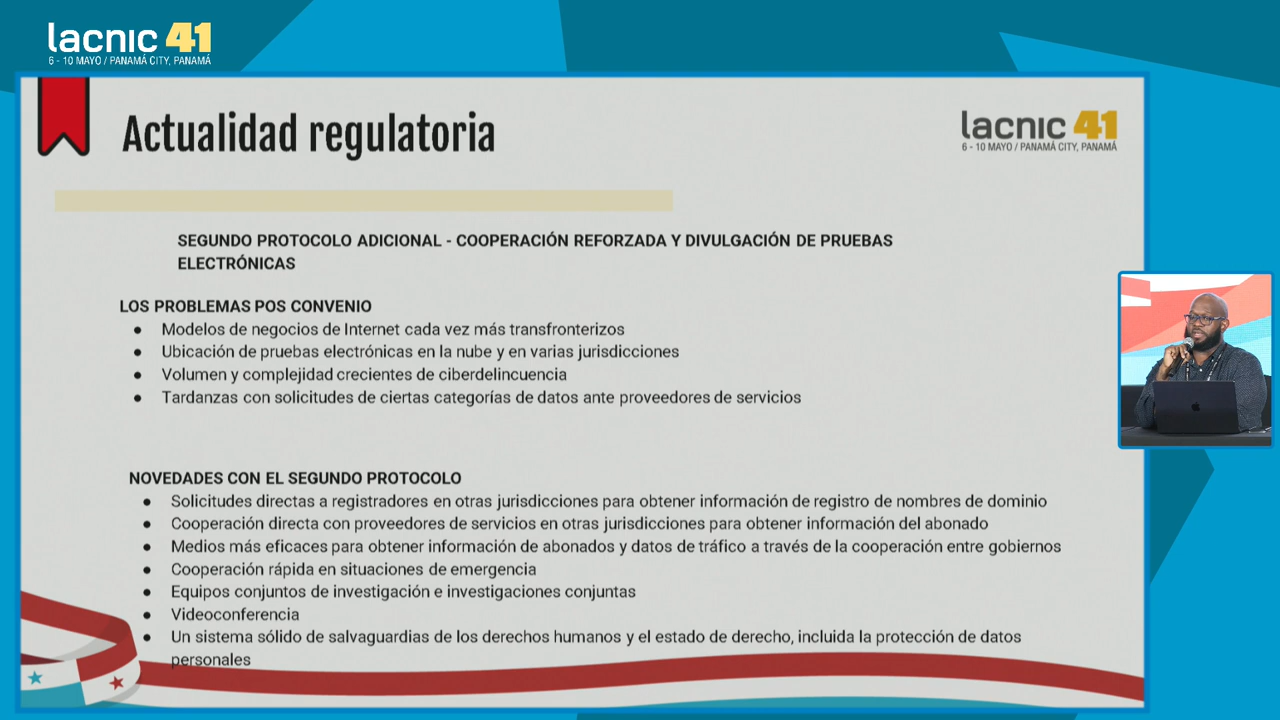 lacnic 41
6 - 10 MAYO / PANAMÁ CITY, PANAMÁ
Actualidad regulatoria
lacnic 41
6 - 10 MAYO / PANAMÁ CITY, PANAMÁ
SEGUNDO PROTOCOLO ADICIONAL - COOPERACIÓN REFORZADA Y DIVULGACIÓN DE PRUEBAS
ELECTRÓNICAS
LOS PROBLEMAS POS CONVENIO
● Modelos de negocios de Internet cada vez más transfronterizos
● Ubicación de pruebas electrónicas en la nube y en varias jurisdicciones
● Volumen y complejidad crecientes de ciberdelincuencia
● Tardanzas con solicitudes de ciertas categorías de datos ante proveedores de servicios
NOVEDADES CON EL SEGUNDO PROTOCOLO
● Solicitudes directas a registradores en otras jurisdicciones para obtener información de registro de nombres de dominio
● Cooperación directa con proveedores de servicios en otras jurisdicciones para obtener información del abonado
● Medios más eficaces para obtener información de abonados y datos de tráfico a través de la cooperación entre gobiernos
● Cooperación rápida en situaciones de emergencia
● Equipos conjuntos de investigación e investigaciones conjuntas
● Videoconferencia
● Un sistema sólido de salvaguardias de los derechos humanos y el estado de derecho, incluida la protección de datos
personales